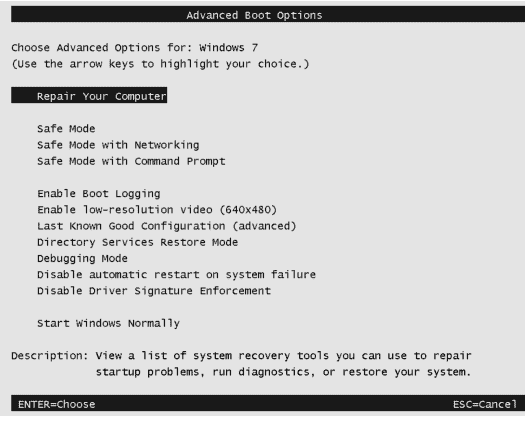 Advanced Boot Options
Choose Advanced Options for: Windows 7
(Use the arrow keys to highlight your choice.)
Repair Your Computer
Safe Mode
Safe Mode with Networking
Safe Mode with Command Prompt
Enable Boot Logging
Enable low-resolution video (640x480)
Last Known Good Configuration (advanced)
Directory Services Restore Mode
Debugging Mode
Disable automatic restart on system failure
Disable Driver Signature Enforcement
Start Windows Normally
Description: View a list of system recovery tools you can use to repair
startup problems, run diagnostics, or restore your system.
ENTER=Choose ESC=Cancel